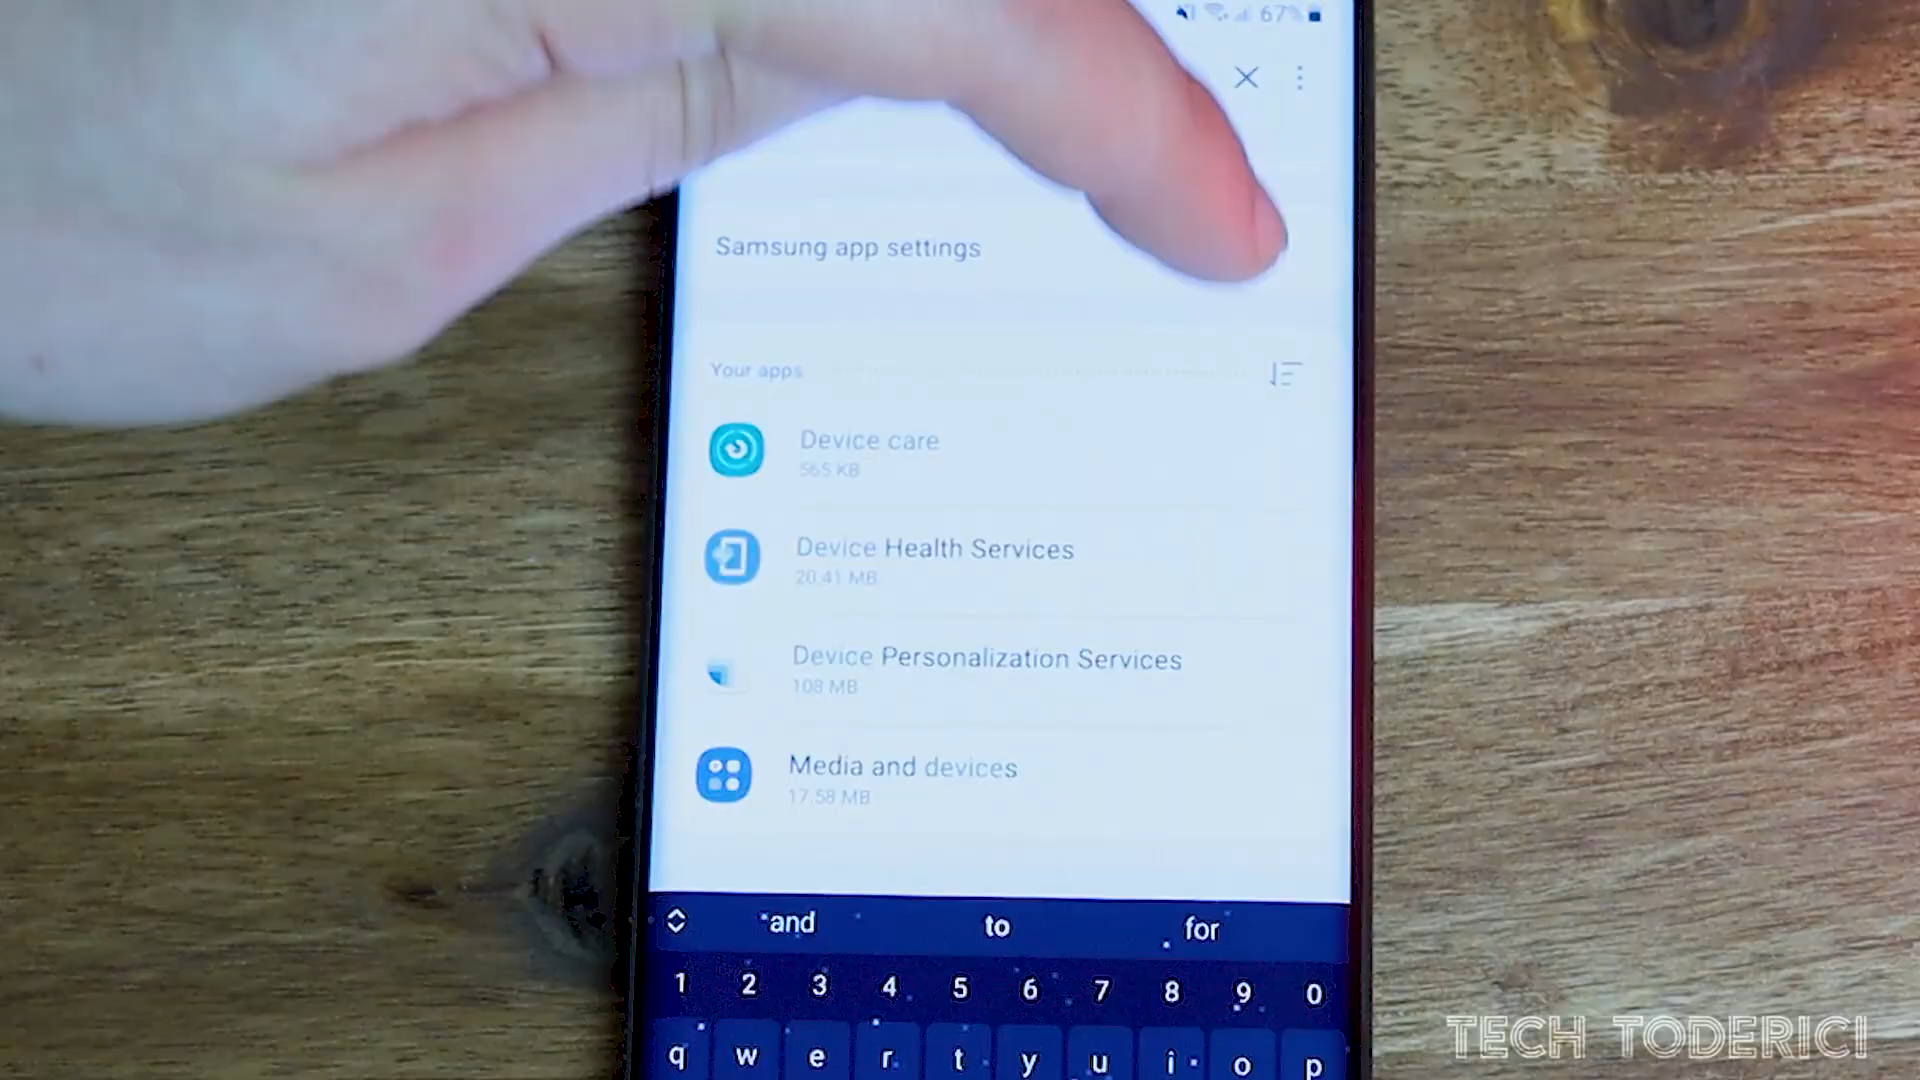 67%
Samsung app settings
Your apps
Device care
565 KB
Device Health Services
20.41 MB
Device Personalization Services
108 MB
Media and devices
17.58 MB
and to for
1 2 3 4 5 6 7 8 9 0
q w e r t y u i o p
TECH TODERICI